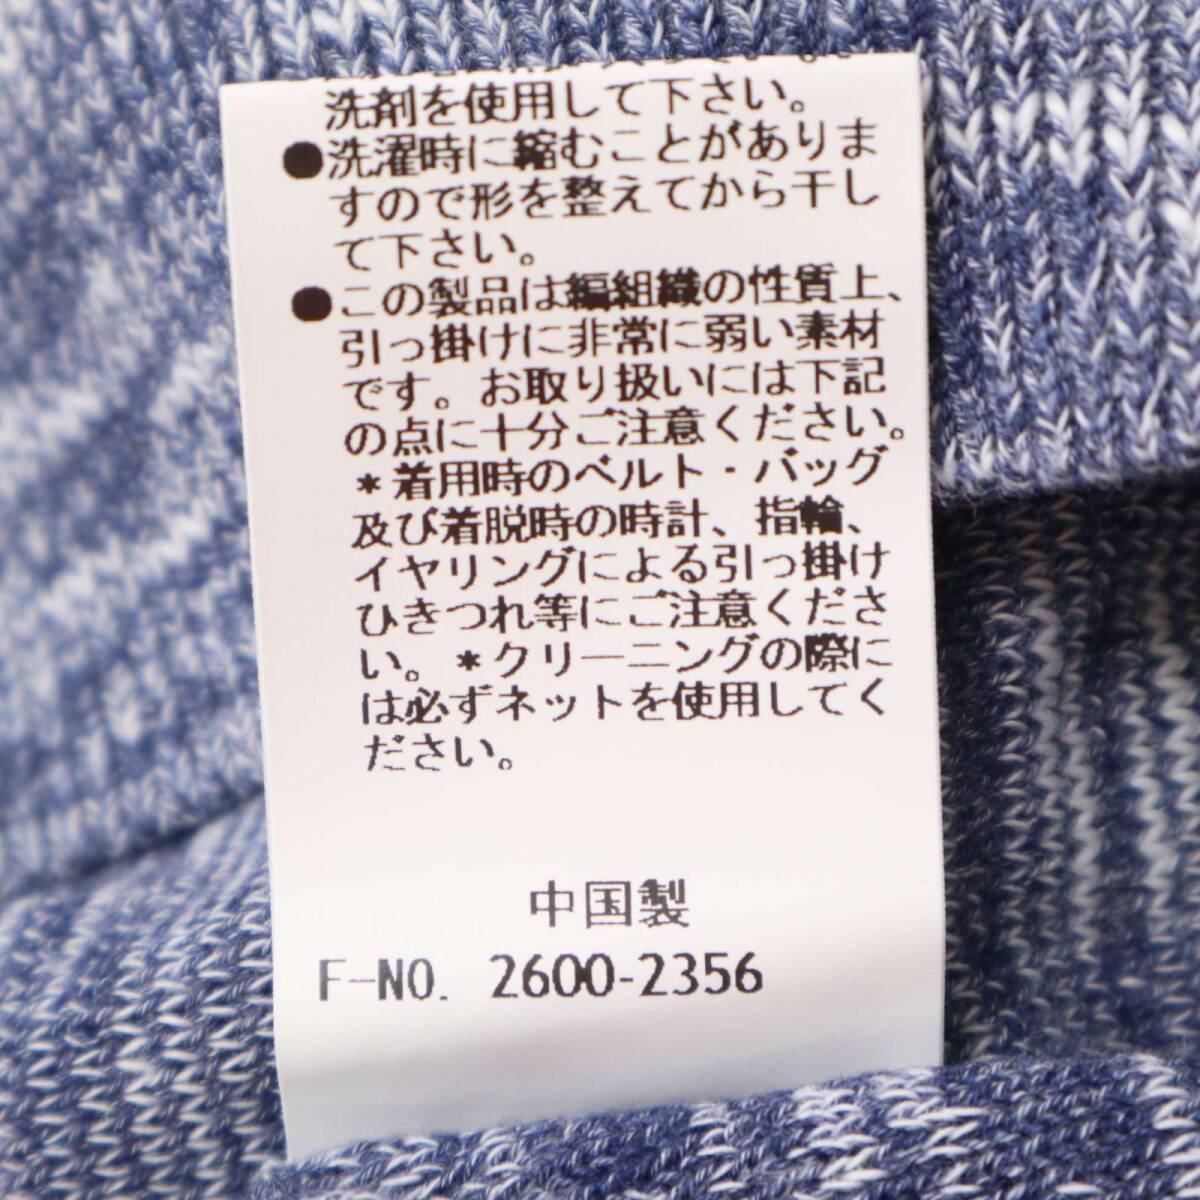 洗剤を使用して下さい。
●洗濯時に縮むことがありま
すので形を整えてから干し
て下さい。
●この製品は編組織の性質上、
引っ掛けに非常に弱い素材
です。お取り扱いには下記
の点に十分ご注意ください。
*着用時のベルト・バッグ
及び着脱時の時計、指輪、
イヤリングによる引っ掛け
ひきつれ等にご注意くださ
い。*クリーニングの際に
は必ずネットを使用してく
ださい。
中国製
F-NO. 2600-2356